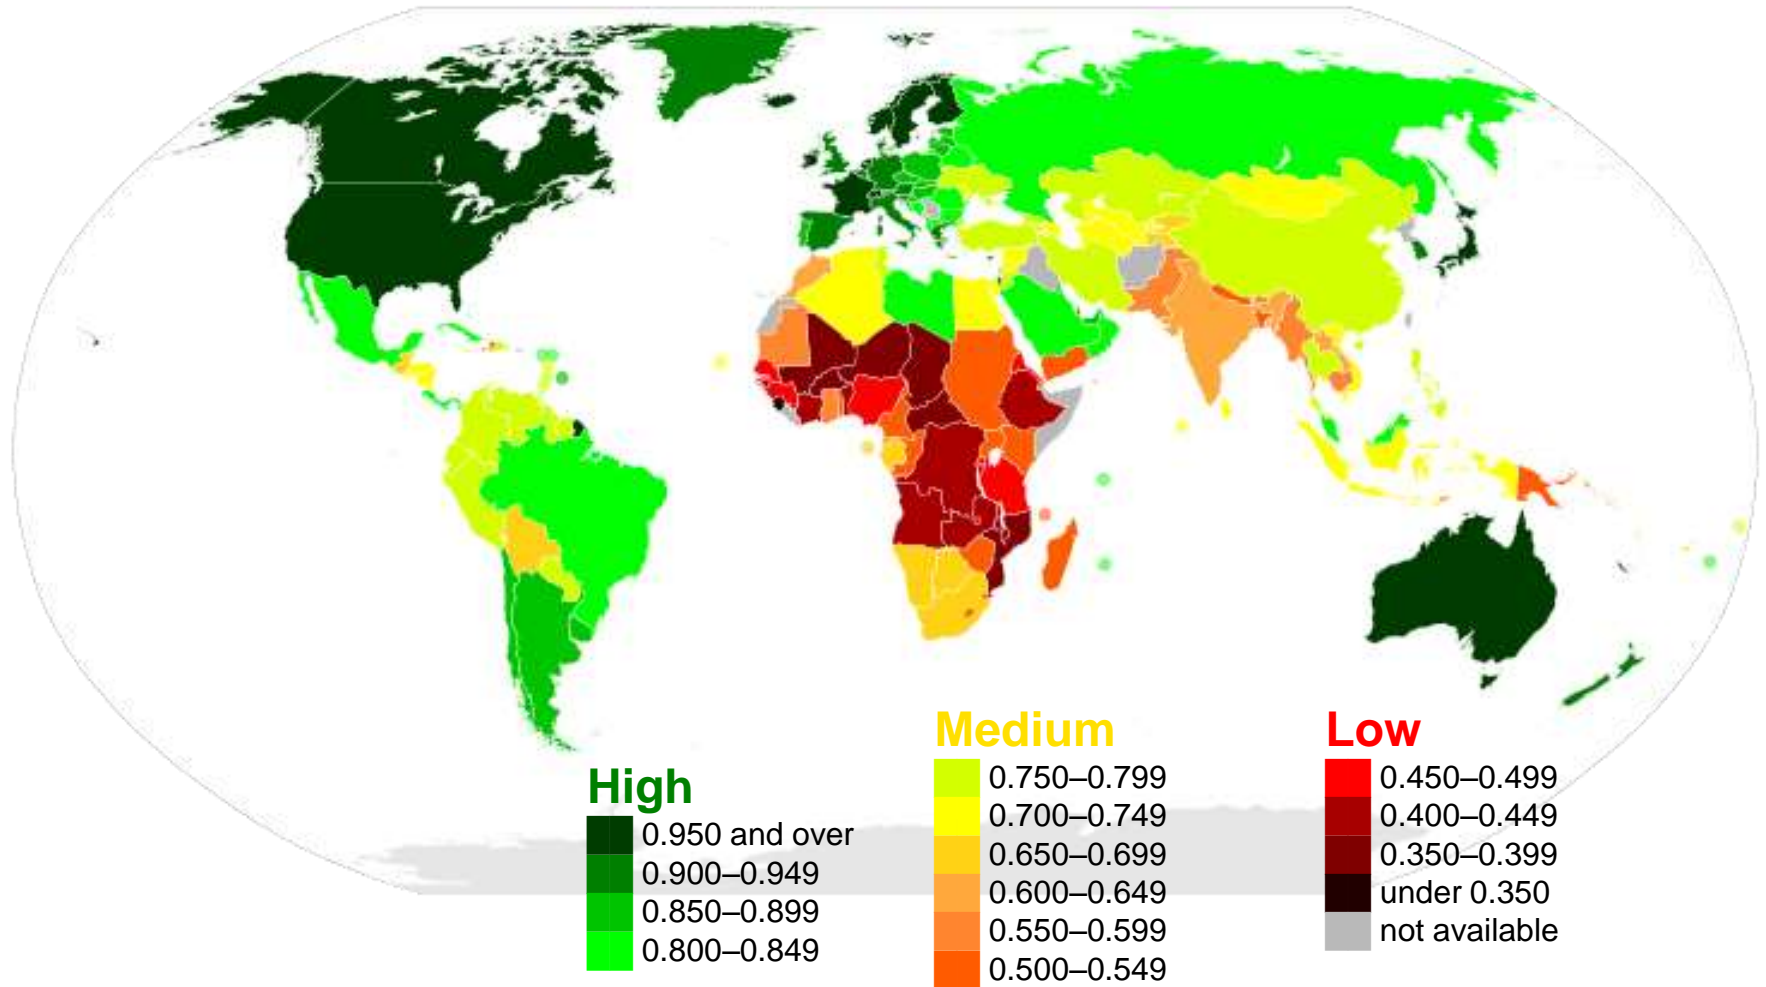 High
0.950 and over
0.900–0.949
0.850–0.899
0.800–0.849
Medium
0.750–0.799
0.700–0.749
0.650–0.699
0.600–0.649
0.550–0.599
0.500–0.549
Low
0.450–0.499
0.400–0.449
0.350–0.399
under 0.350
not available